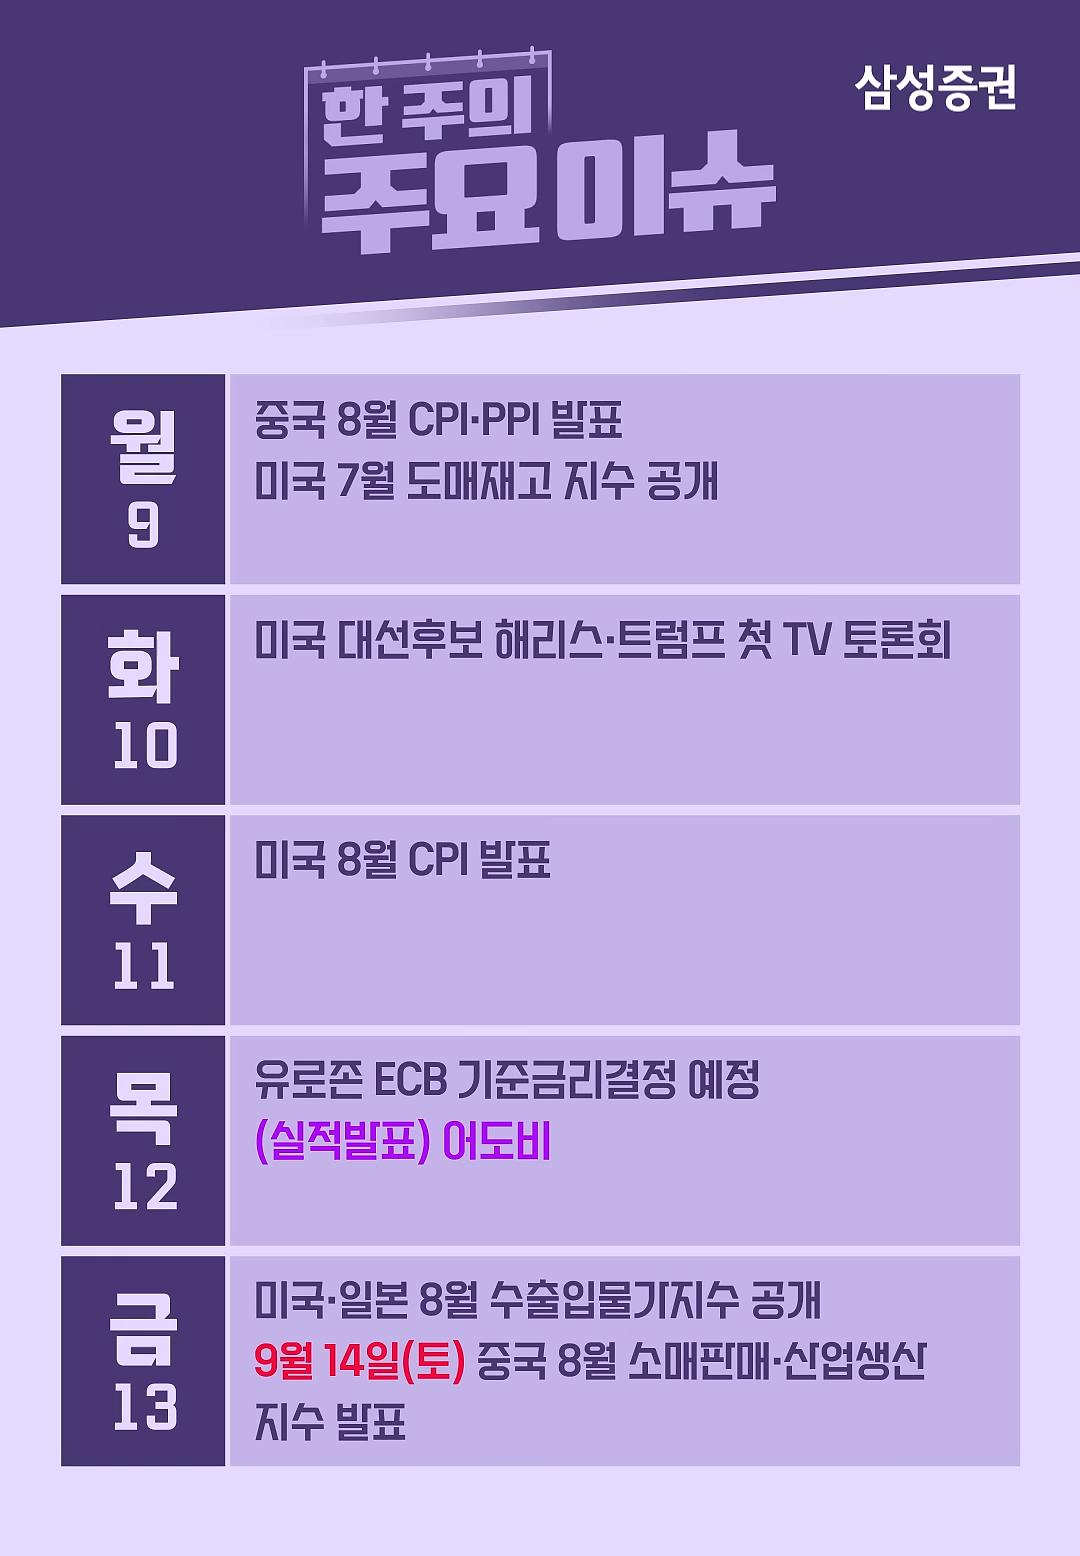 한 주의
주요 이슈
삼성증권
월
9
중국 8월 CPI·PPI 발표
미국 7월 도매재고 지수 공개
화
10
미국 대선후보 해리스·트럼프 첫 TV 토론회
수
11
미국 8월 CPI 발표
목
12
유로존 ECB 기준금리결정 예정
(실적발표) 어도비
금
13
미국·일본 8월 수출입물가지수 공개
9월 14일(토) 중국 8월 소매판매·산업생산
지수 발표